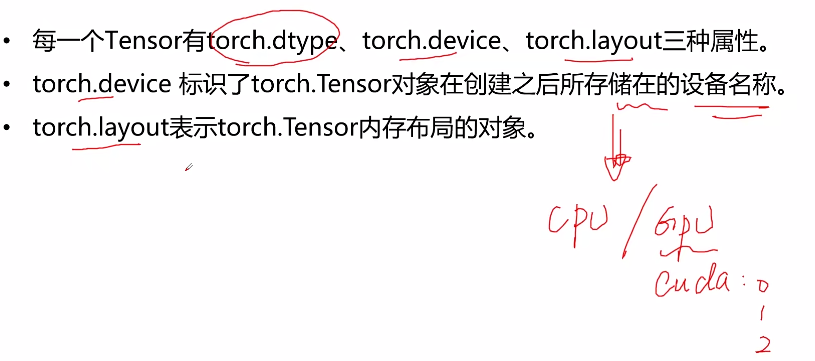 • 每一个Tensor有torch.dtype、torch.device、torch.layout三种属性。
• torch.device 标识了torch.Tensor对象在创建之后所存储在的设备名称。
• torch.layout表示torch.Tensor内存布局的对象。
CPU / GPU
Cuda : 0
1
2